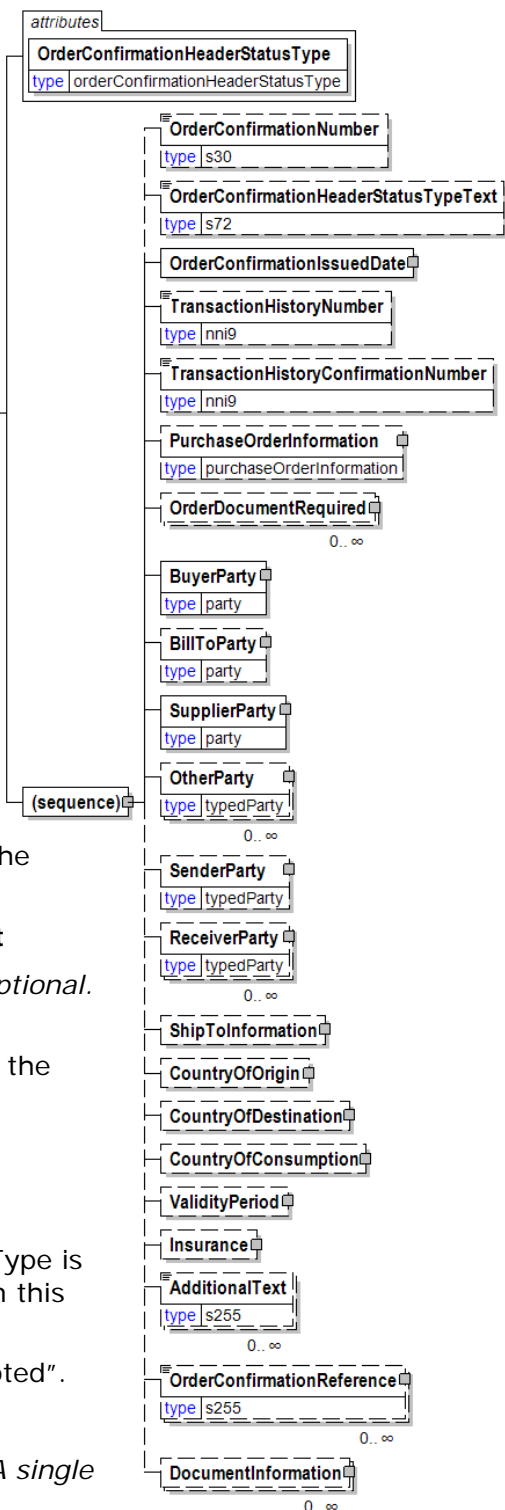 attributes
OrderConfirmationHeaderStatusType
type orderConfirmationHeaderStatusType
OrderConfirmationNumber
type s30
OrderConfirmationHeaderStatusTypeText
type s72
OrderConfirmationIssuedDate
TransactionHistoryNumber
type nni9
TransactionHistoryConfirmationNumber
type nni9
PurchaseOrderInformation
type purchaseOrderInformation
OrderDocumentRequired
0.. ∞
BuyerParty
type party
BillToParty
type party
SupplierParty
type party
OtherParty
type typedParty
0.. ∞
(sequence)
SenderParty
type typedParty
ReceiverParty
type typedParty
0.. ∞
ShipToInformation
CountryOfOrigin
CountryOfDestination
CountryOfConsumption
ValidityPeriod
Insurance
AdditionalText
type s255
0.. ∞
OrderConfirmationReference
type s255
0.. ∞
DocumentInformation
0.. ∞
he
t
ptional.
the
Type is
n this
oted”.
A single